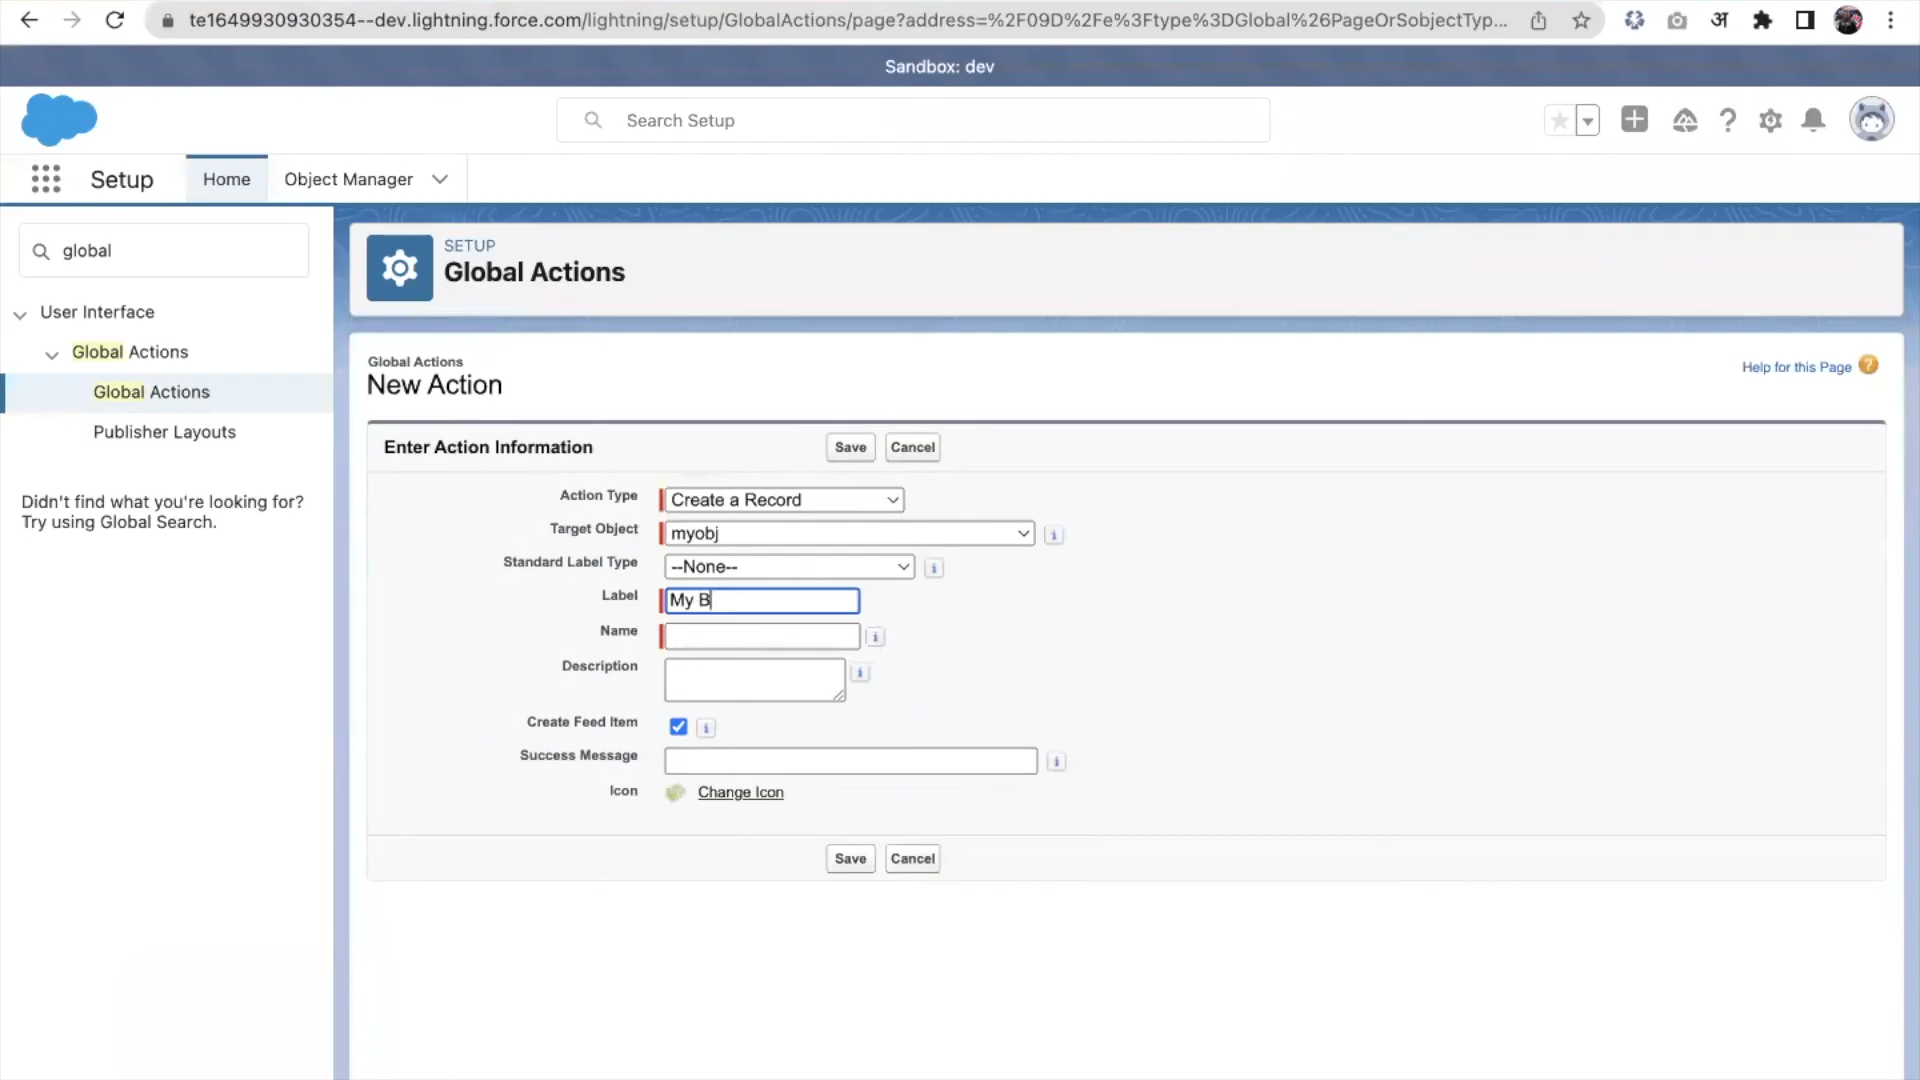 te1649930930354--dev.lightning.force.com/lightning/setup/GlobalActions/page?address=%2F09D%2Fe%3Ftype%3DGlobal%26PageOrSobjectTyp...
अ
Sandbox: dev
Search Setup
Setup
Home
Object Manager
global
User Interface
Global Actions
Global Actions
Publisher Layouts
Didn't find what you're looking for?
Try using Global Search.
SETUP
Global Actions
Global Actions
New Action
Help for this Page
Enter Action Information
Save
Cancel
Action Type
Create a Record
Target Object
myobj
Standard Label Type
--None--
Label
My B
Name
Description
Create Feed Item
Success Message
Icon
Change Icon
Save
Cancel